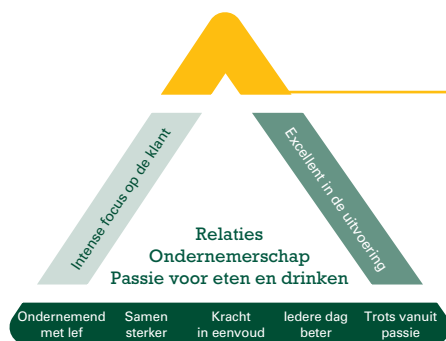 Intense focus op de klant
Excellent in de uitvoering
Relaties
Ondernemerschap
Passie voor eten en drinken
Ondernemend
met lef
Samen
sterker
Kracht
in eenvoud
Iedere dag
beter
Trots vanuit
passie